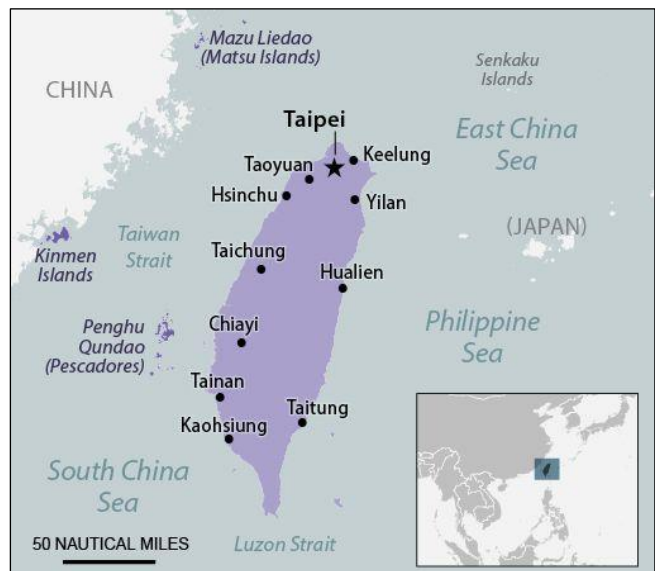 Mazu Liedao
(Matsu Islands)
CHINA
Senkaku
Islands
Taipei
East China
Sea
Keelung
Taoyuan
Hsinchu
Yilan
Taiwan
Strait
(JAPAN)
Kinmen
Islands
Taichung
Hualien
Penghu
Qundao
(Pescadores)
Chiayi
Philippine
Sea
Tainan
Taitung
Kaohsiung
South China
Sea
50 NAUTICAL MILES
Luzon Strait